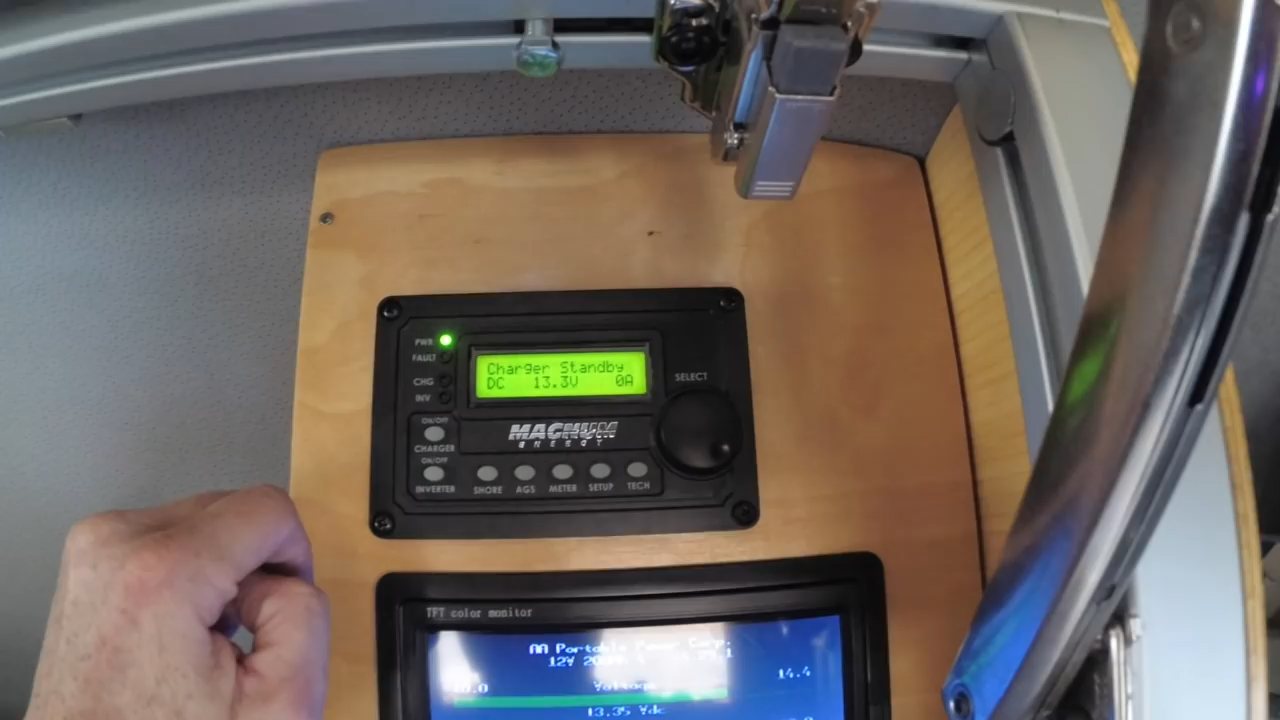 PWR
FAULT
CHG
INV
Charger Standby
DC 13.3V 0A
SELECT
ON/OFF
CHARGER
ON/OFF
INVERTER
MAGNUM
ENERGY
SHORE AGS METER SETUP TECH
TFT color monitor
AA Portable Power Corp.
12V
14.4
Voltage
13.35 Vdc